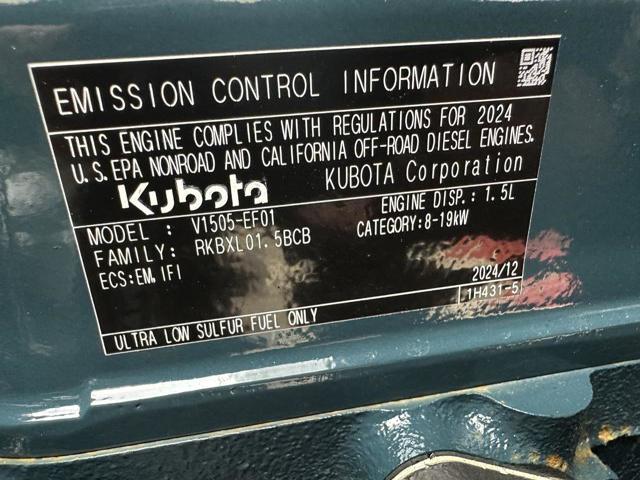 EMISSION CONTROL INFORMATION
THIS ENGINE COMPLIES WITH REGULATIONS FOR 2024
U.S.EPA NONROAD AND CALIFORNIA OFF-ROAD DIESEL ENGINES.
Kubota KUBOTA Corporation
MODEL : V1505-EF01 ENGINE DISP.: 1.5L
FAMILY: RKBXL01.5BCB CATEGORY:8-19kW
ECS:EM,IFI
2024/12
1H431-5
ULTRA LOW SULFUR FUEL ONLY